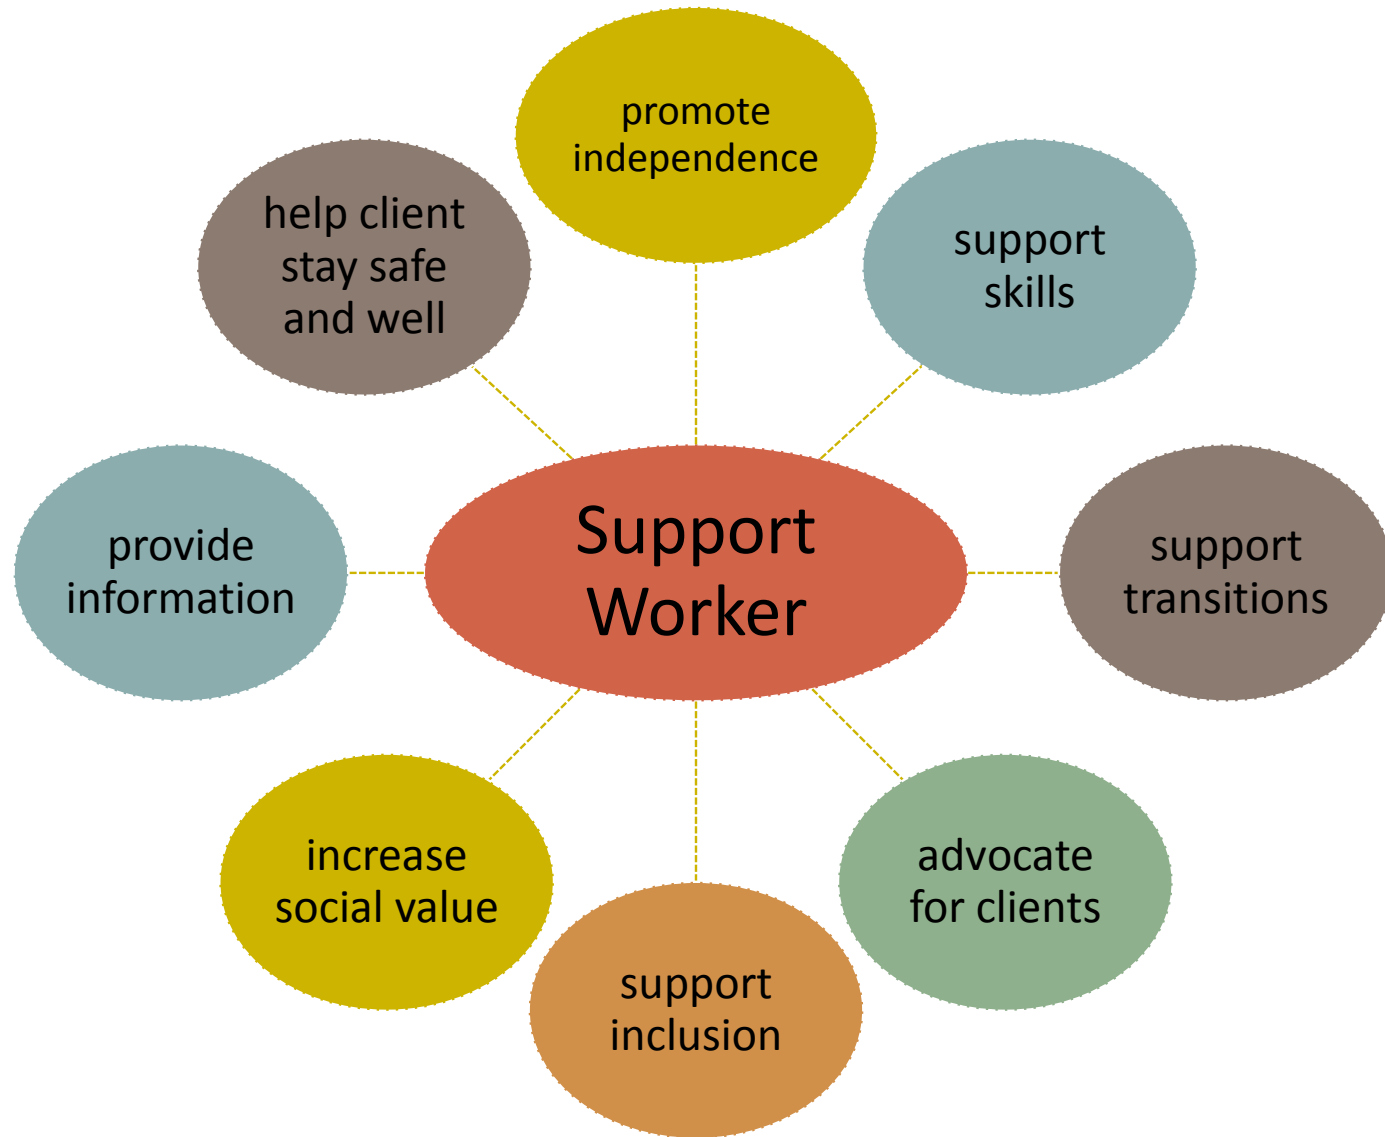 promote
independence
help client
stay safe
and well
support
skills
provide
information
Support
Worker
support
transitions
increase
social value
advocate
for clients
support
inclusion